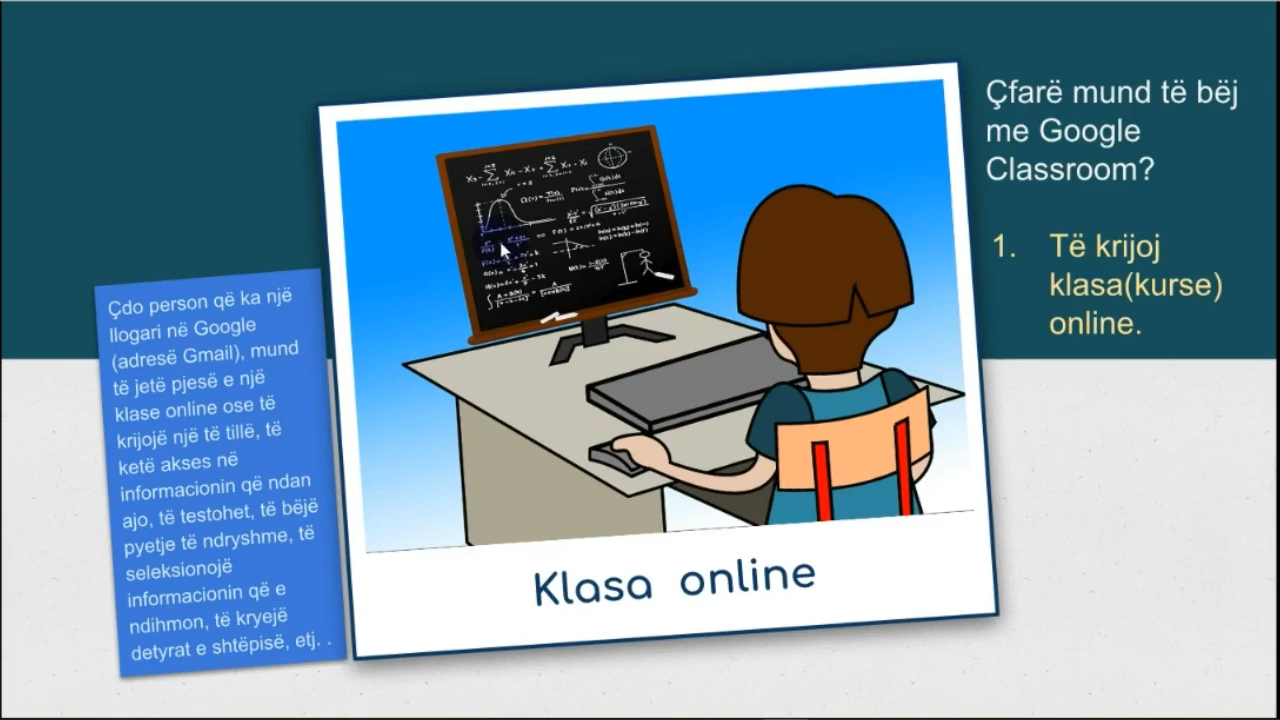 Çfarë mund të bëj
me Google
Classroom?
1. Të krijoj
klasa(kurse)
online.
Çdo person që ka një
llogari në Google
(adresë Gmail), mund
të jetë pjesë e një
klase online ose të
krijojë një të tillë, të
ketë akses në
informacionin që ndan
ajo, të testohet, të bëjë
pyetje të ndryshme, të
seleksionojë
informacionin që e
ndihmon, të kryejë
detyrat e shtëpisë, etj. .
Klasa online